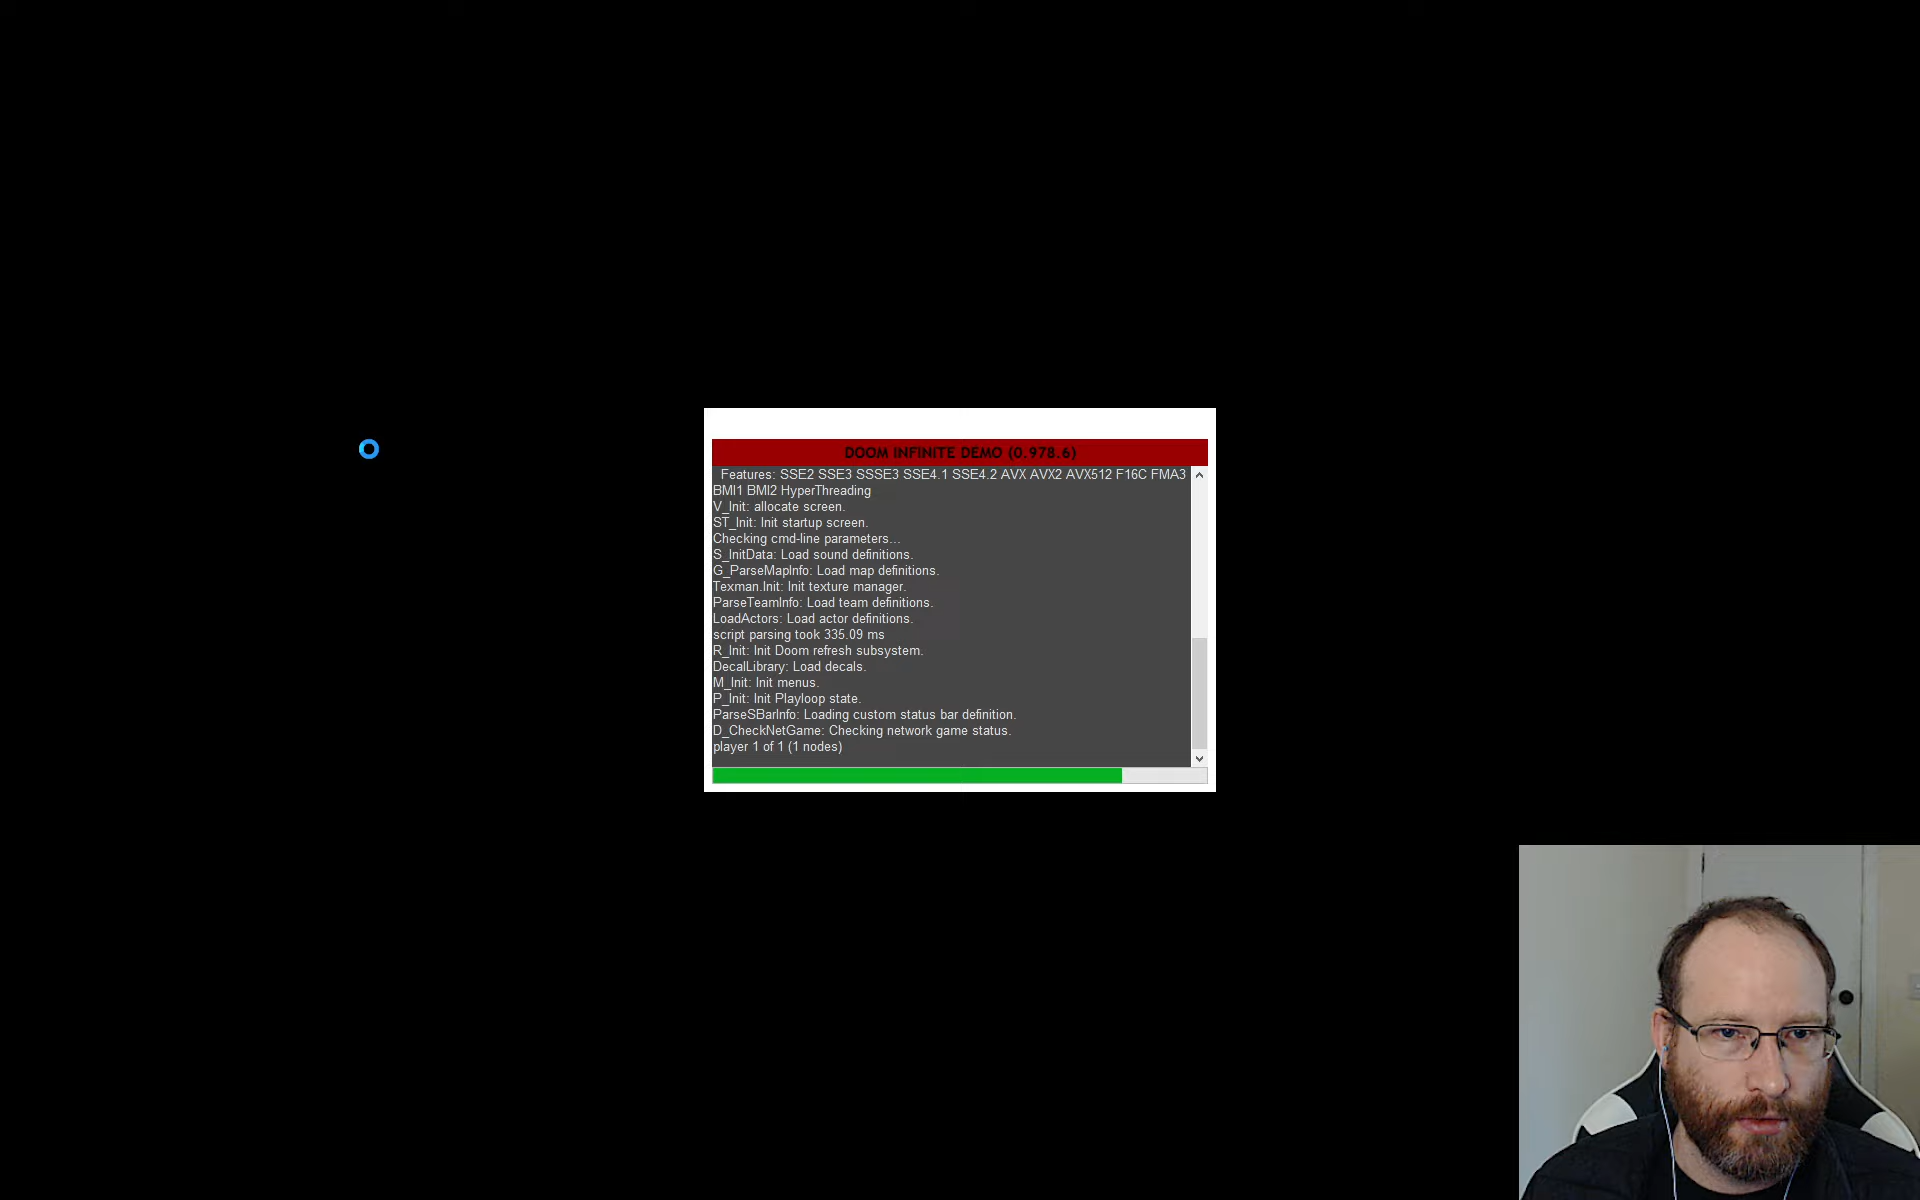 DOOM INFINITE DEMO (0.978.6)
Features: SSE2 SSE3 SSSE3 SSE4.1 SSE4.2 AVX AVX2 AVX512 F16C FMA3
BMI1 BMI2 HyperThreading
V_Init: allocate screen.
ST_Init: Init startup screen.
Checking cmd-line parameters...
S_InitData: Load sound definitions.
G_ParseMapInfo: Load map definitions.
Texman.Init: Init texture manager.
ParseTeamInfo: Load team definitions.
LoadActors: Load actor definitions.
script parsing took 335.09 ms
R_Init: Init Doom refresh subsystem.
DecalLibrary: Load decals.
M_Init: Init menus.
P_Init: Init Playloop state.
ParseSBarInfo: Loading custom status bar definition.
D_CheckNetGame: Checking network game status.
player 1 of 1 (1 nodes)